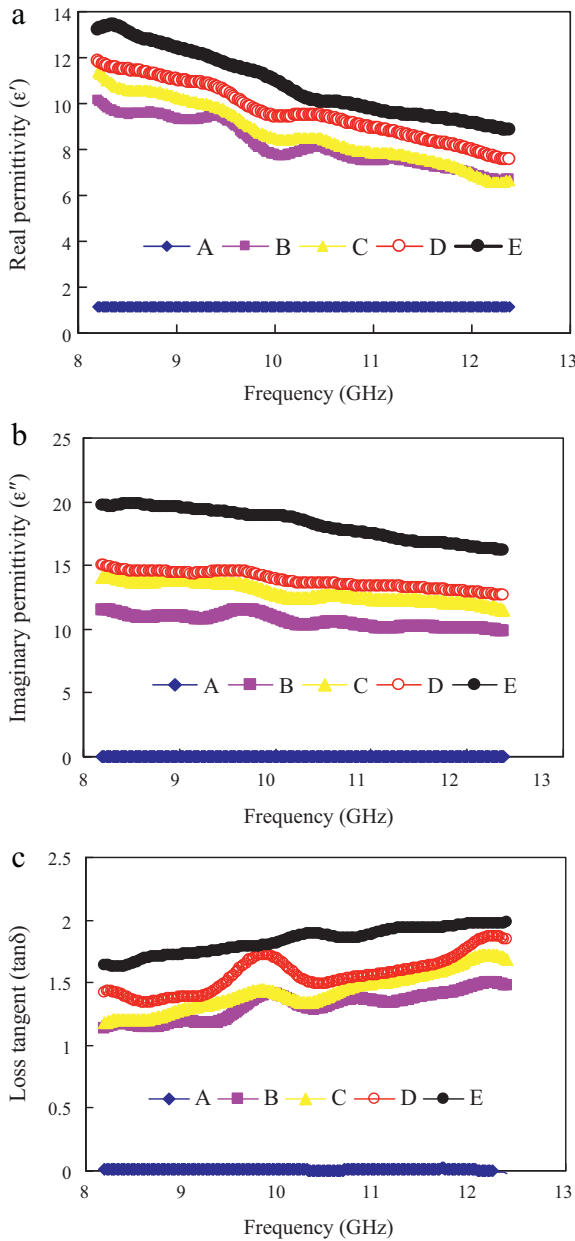 a
Real permittivity (ε′)
14
12
10
8
6
4
2
0
A B C D E
8 9 10 11 12 13
Frequency (GHz)
b
Imaginary permittivity (ε″)
25
20
15
10
5
0
A B C D E
8 9 10 11 12 13
Frequency (GHz)
c
Loss tangent (tanδ)
2.5
2
1.5
1
0.5
0
A B C D E
8 9 10 11 12 13
Frequency (GHz)